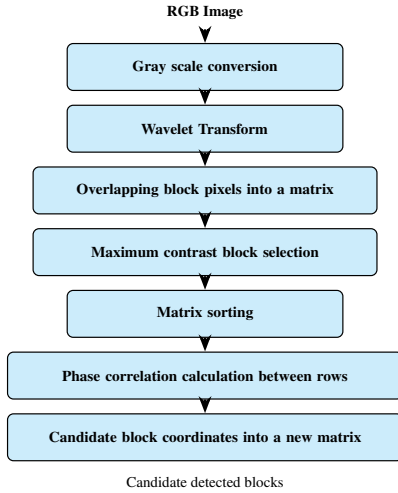 RGB Image
Gray scale conversion
Wavelet Transform
Overlapping block pixels into a matrix
Maximum contrast block selection
Matrix sorting
Phase correlation calculation between rows
Candidate block coordinates into a new matrix
Candidate detected blocks